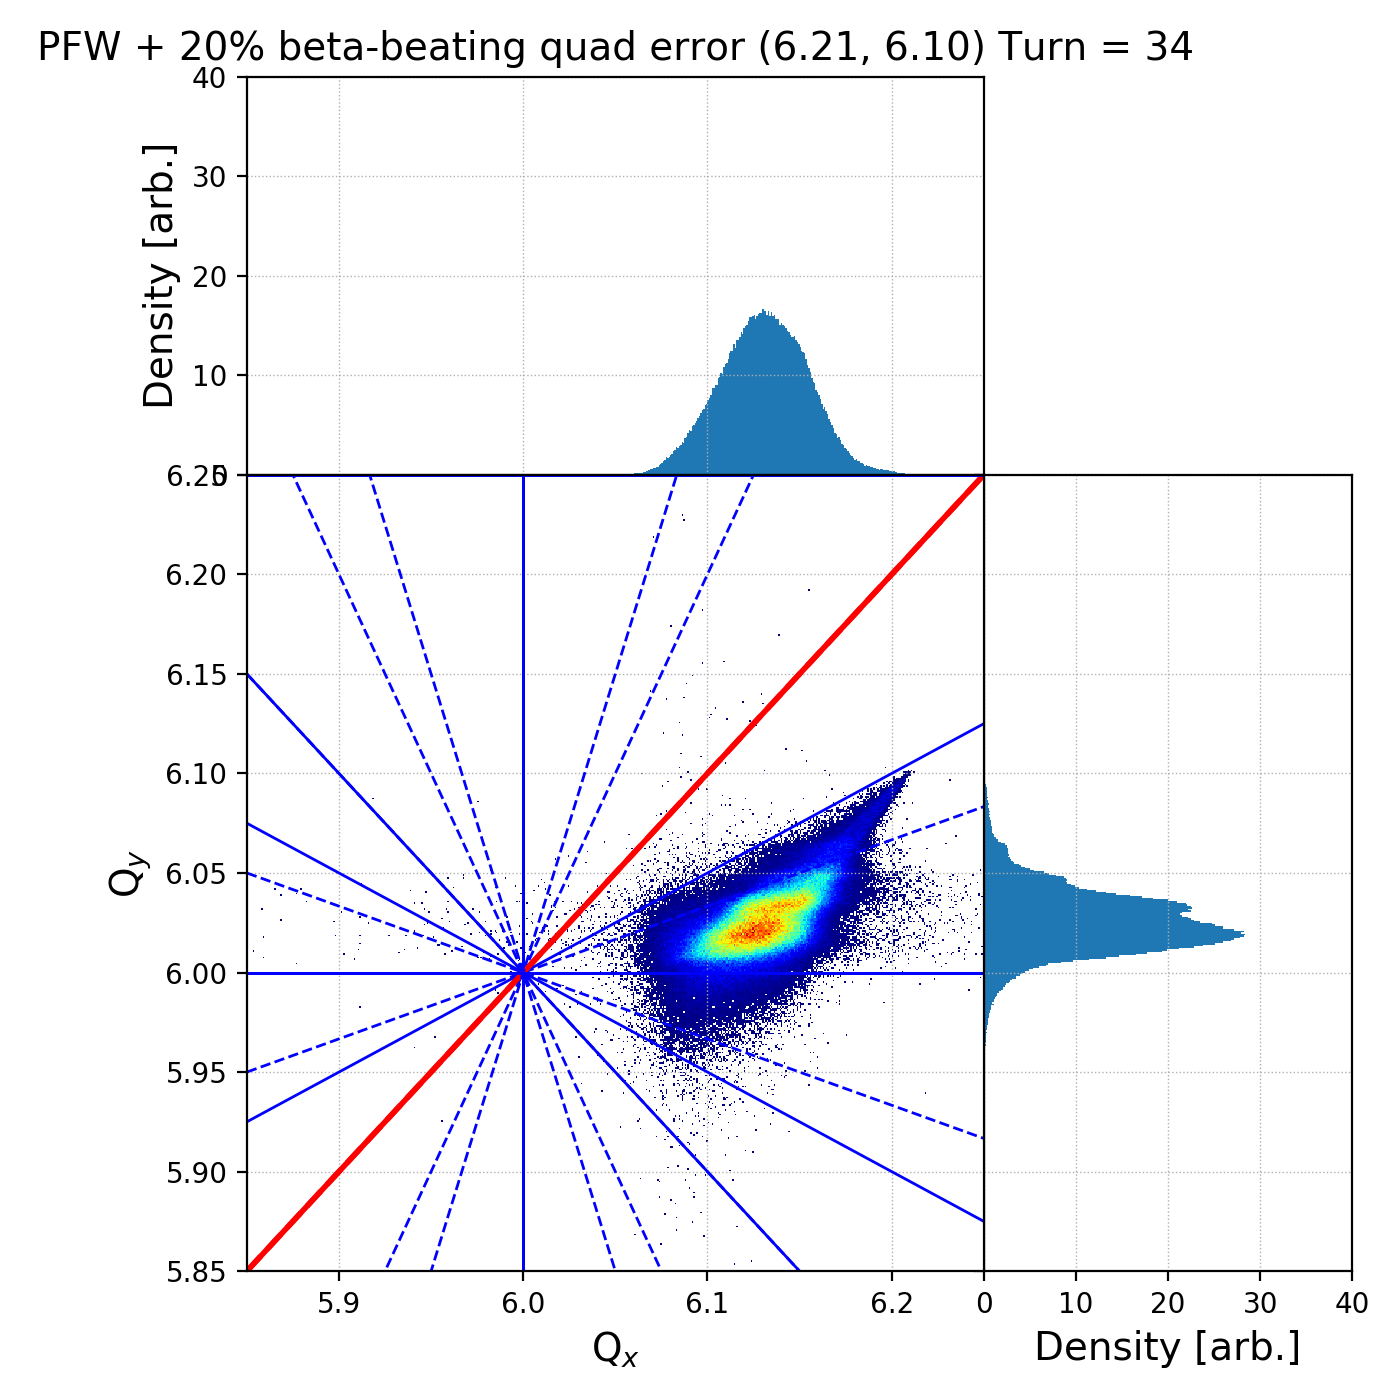 PFW + 20% beta-beating quad error (6.21, 6.10) Turn = 34
40
30
20
10
0
Density [arb.]
6.25
6.20
6.15
6.10
6.05
6.00
5.95
5.90
5.85
Qy
5.9 6.0 6.1 6.2
Qx
0 10 20 30 40
Density [arb.]